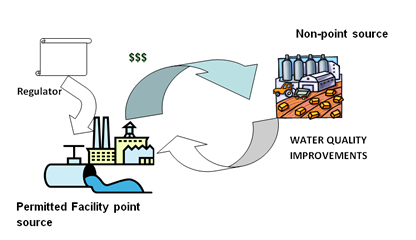 Non-point source
$$$
Regulator
WATER QUALITY
IMPROVEMENTS
Permitted Facility point
source